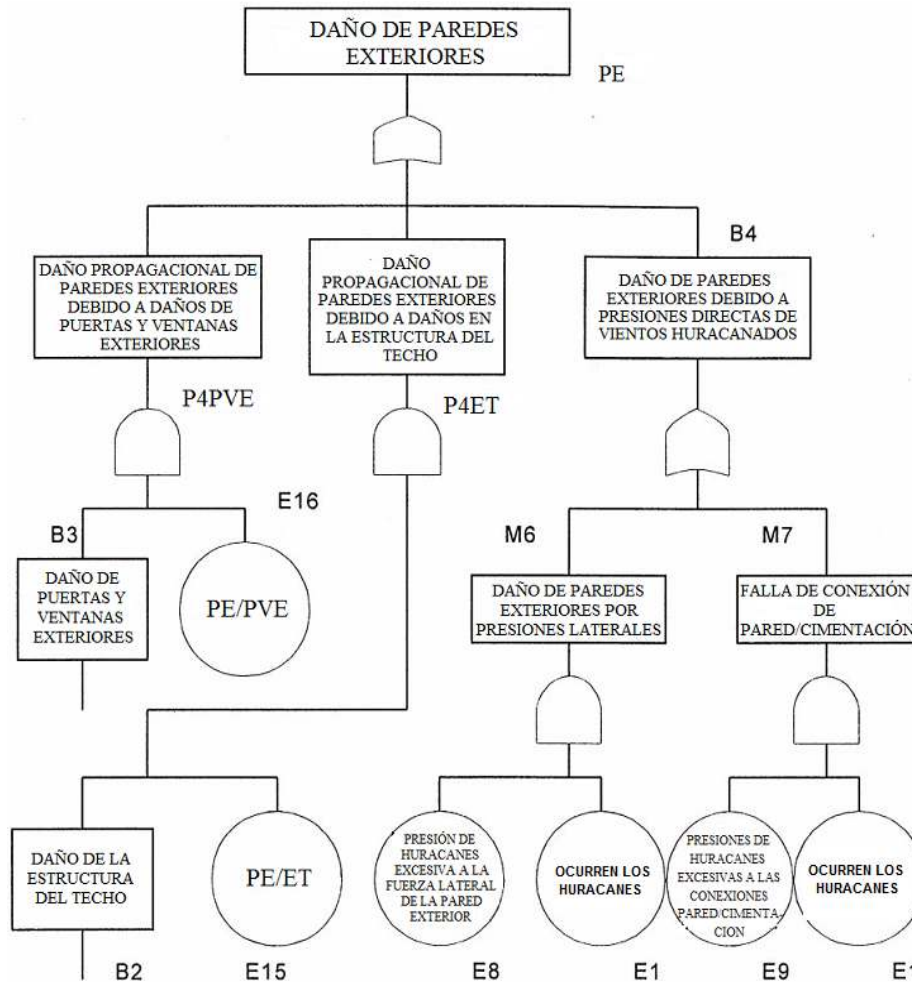 DAÑO DE PAREDES
EXTERIORES
PE
B4
DAÑO PROPAGACIONAL DE
PAREDES EXTERIORES
DEBIDO A DAÑOS DE
PUERTAS Y VENTANAS
EXTERIORES
DAÑO
PROPAGACIONAL DE
PAREDES EXTERIORES
DEBIDO A DAÑOS EN
LA ESTRUCTURA DEL
TECHO
DAÑO DE PAREDES
EXTERIORES DEBIDO A
PRESIONES DIRECTAS DE
VIENTOS HURACANADOS
P4PVE
P4ET
E16
B3
M6
M7
DAÑO DE
PUERTAS Y
VENTANAS
EXTERIORES
PE/PVE
DAÑO DE PAREDES
EXTERIORES POR
PRESIONES LATERALES
FALLA DE CONEXIÓN
DE
PARED/CIMENTACIÓN
DAÑO DE LA
ESTRUCTURA
DEL TECHO
PE/ET
PRESIÓN DE
HURACANES
EXCESIVA A LA
FUERZA LATERAL
DE LA PARED
EXTERIOR
OCURREN LOS
HURACANES
PRESIONES DE
HURACANES
EXCESIVAS A LAS
CONEXIONES
PARED/CIMENTA-
CION
OCURREN LOS
HURACANES
B2
E15
E8
E1
E9
E1